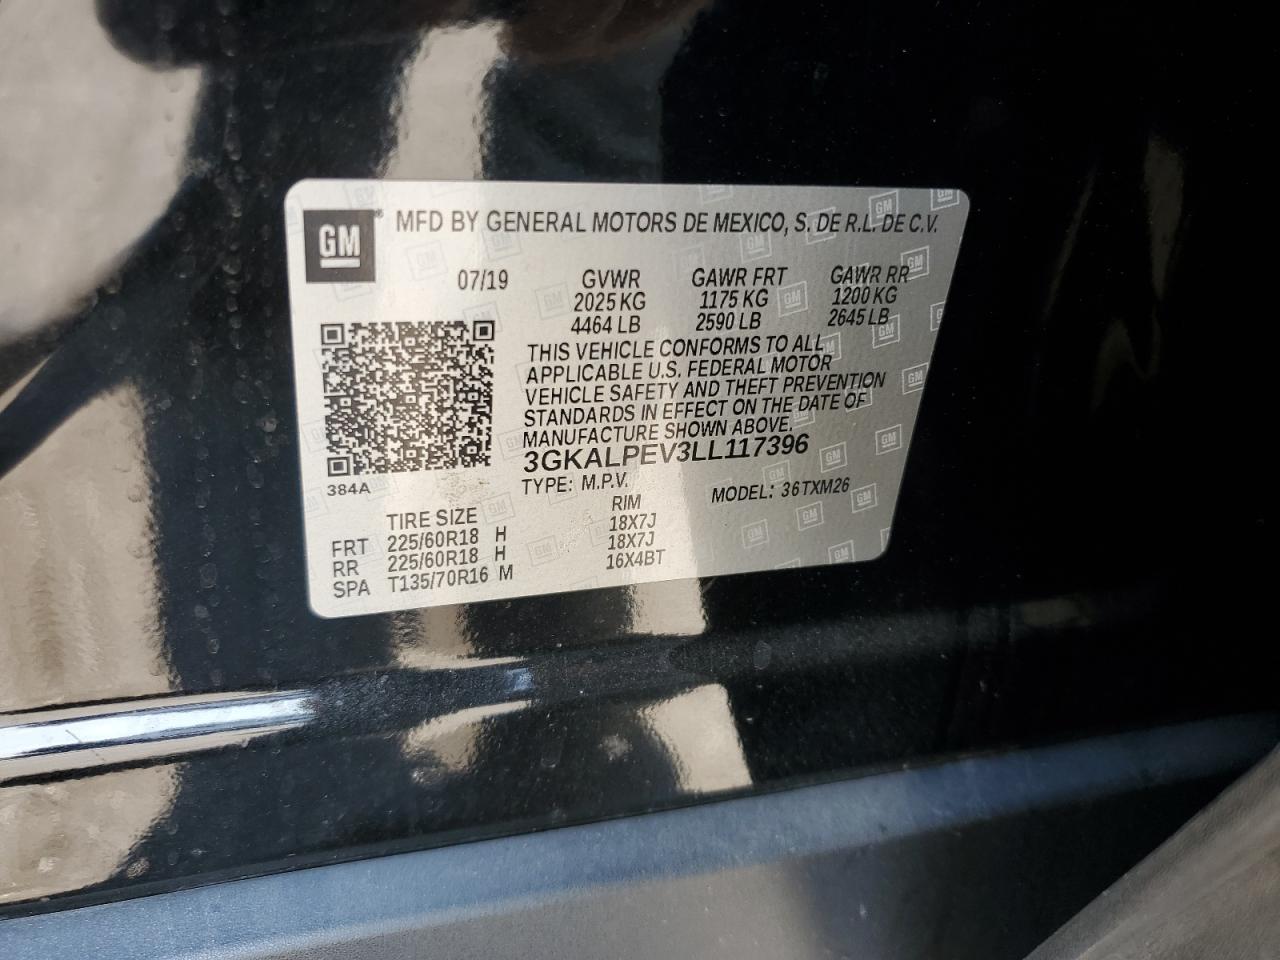 GM ® MFD BY GENERAL MOTORS DE MEXICO, S. DE R.L. DE C.V.
07/19 GVWR GAWR FRT GAWR RR
2025 KG 1175 KG 1200 KG
4464 LB 2590 LB 2645 LB
THIS VEHICLE CONFORMS TO ALL
APPLICABLE U.S. FEDERAL MOTOR
VEHICLE SAFETY AND THEFT PREVENTION
STANDARDS IN EFFECT ON THE DATE OF
MANUFACTURE SHOWN ABOVE.
3GKALPEV3LL117396
384A TYPE: M.P.V. MODEL: 36TXM26
TIRE SIZE RIM
FRT 225/60R18 H 18X7J
RR 225/60R18 H 18X7J
SPA T135/70R16 M 16X4BT